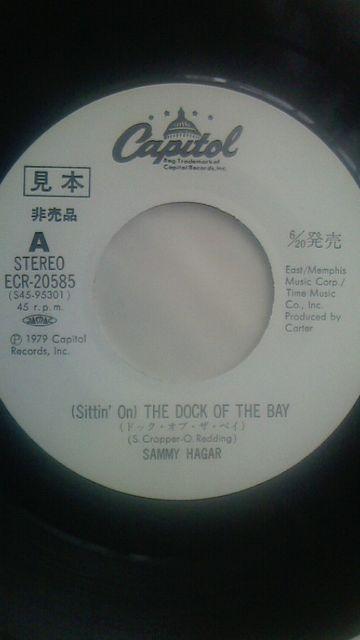 Capitol
Reg Trademark of
Capitol Records, Inc.
見本
非売品
A
STEREO
ECR-20585
(S45-95301)
45 r.p.m.
Ⓟ 1979 Capitol
Records, Inc.
6/20発売
East/Memphis
Music Corp./
Time Music
Co., Inc.
Produced by
Carter
(Sittin' On) THE DOCK OF THE BAY
(ドック・オブ・ザ・ベイ)
(S. Cropper-O. Redding)
SAMMY HAGAR